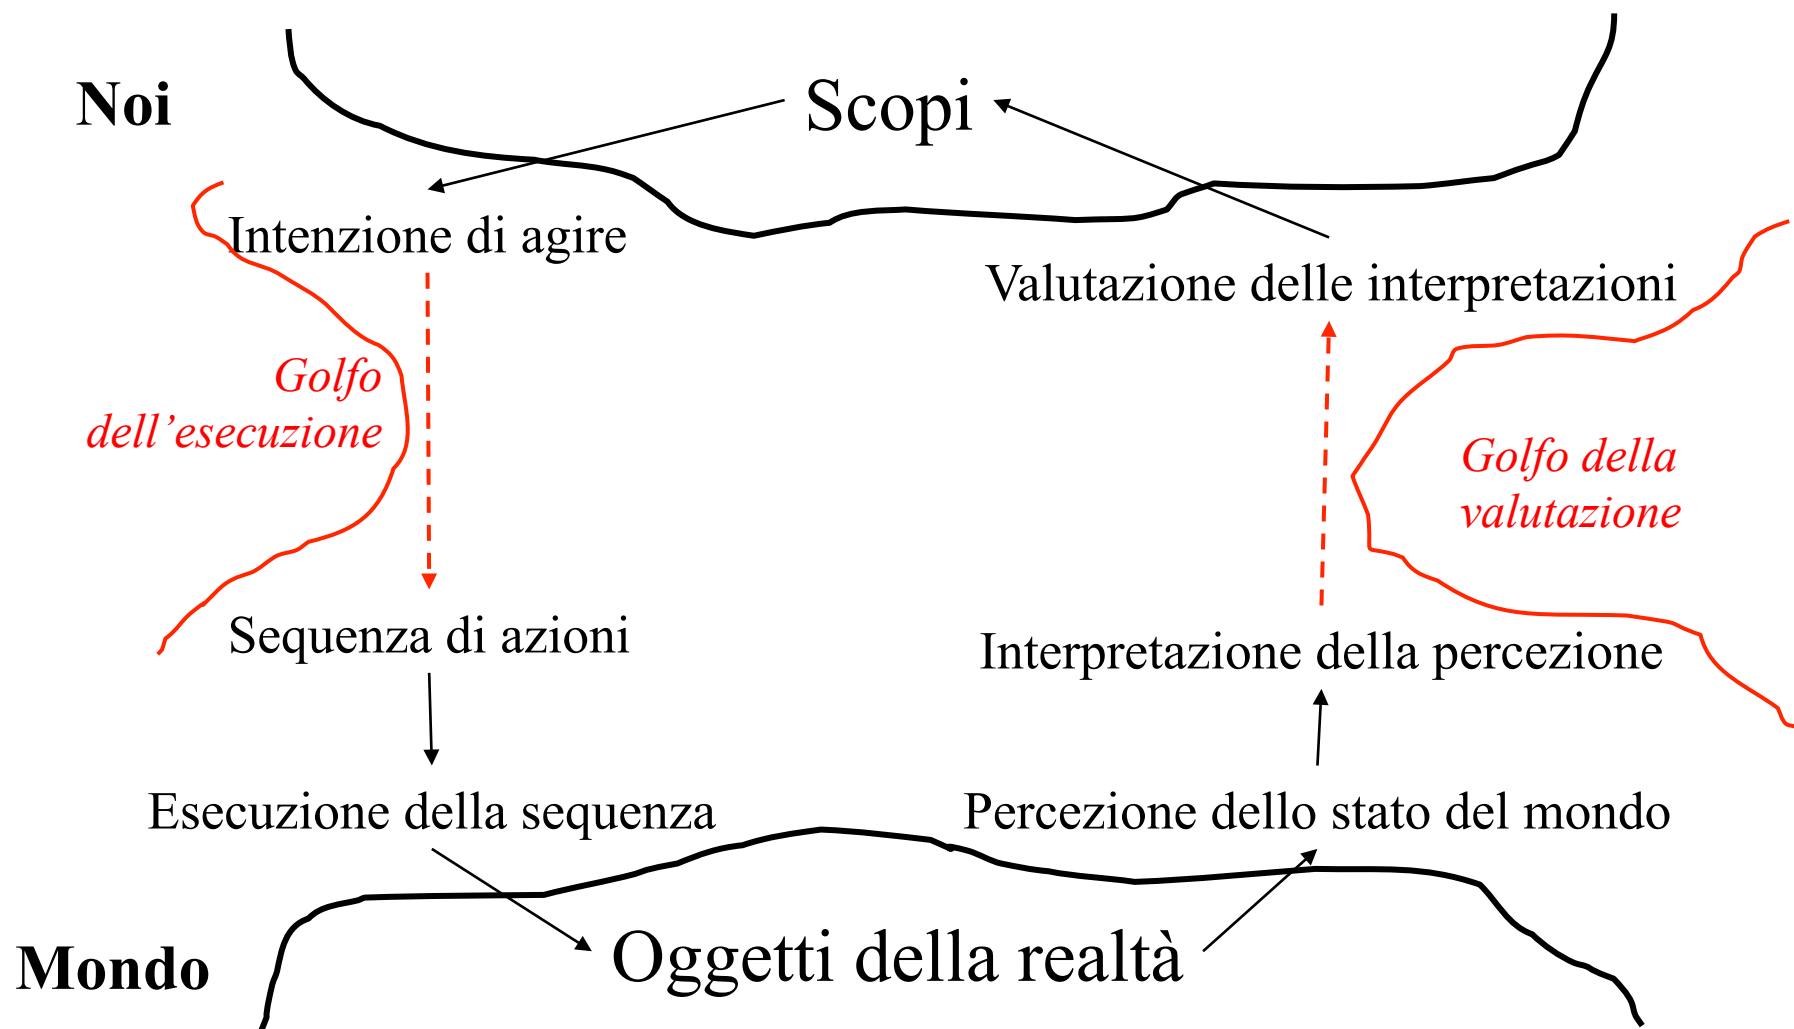 Noi
Scopi
Intenzione di agire
Valutazione delle interpretazioni
Golfo
dell’esecuzione
Golfo della
valutazione
Sequenza di azioni
Interpretazione della percezione
Esecuzione della sequenza
Percezione dello stato del mondo
Oggetti della realtà
Mondo